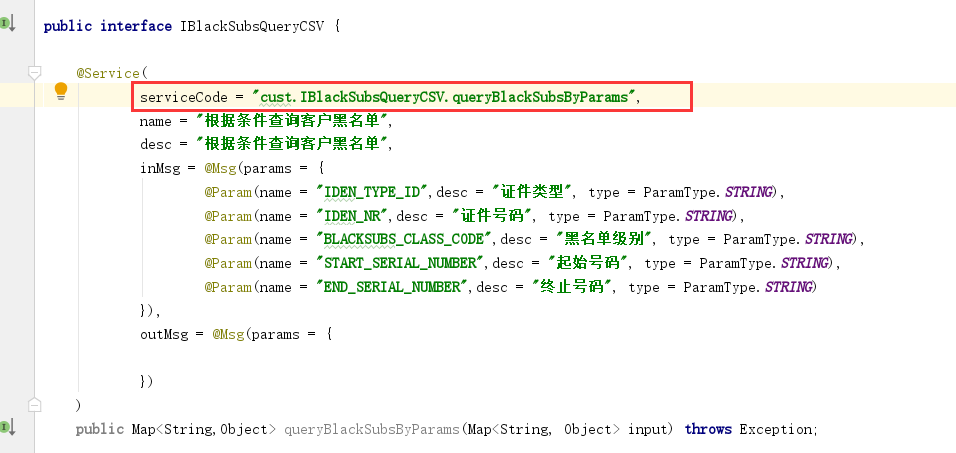 public interface IBlackSubsQueryCSV {
@Service(
serviceCode = "cust.IBlackSubsQueryCSV.queryBlackSubsByParams",
name = "根据条件查询客户黑名单",
desc = "根据条件查询客户黑名单",
inMsg = @Msg(params = {
@Param(name = "IDEN_TYPE_ID",desc = "证件类型", type = ParamType.STRING),
@Param(name = "IDEN_NR",desc = "证件号码", type = ParamType.STRING),
@Param(name = "BLACKSUBS_CLASS_CODE",desc = "黑名单级别", type = ParamType.STRING),
@Param(name = "START_SERIAL_NUMBER",desc = "起始号码", type = ParamType.STRING),
@Param(name = "END_SERIAL_NUMBER",desc = "终止号码", type = ParamType.STRING)
}),
outMsg = @Msg(params = {
})
)
public Map<String,Object> queryBlackSubsByParams(Map<String, Object> input) throws Exception;